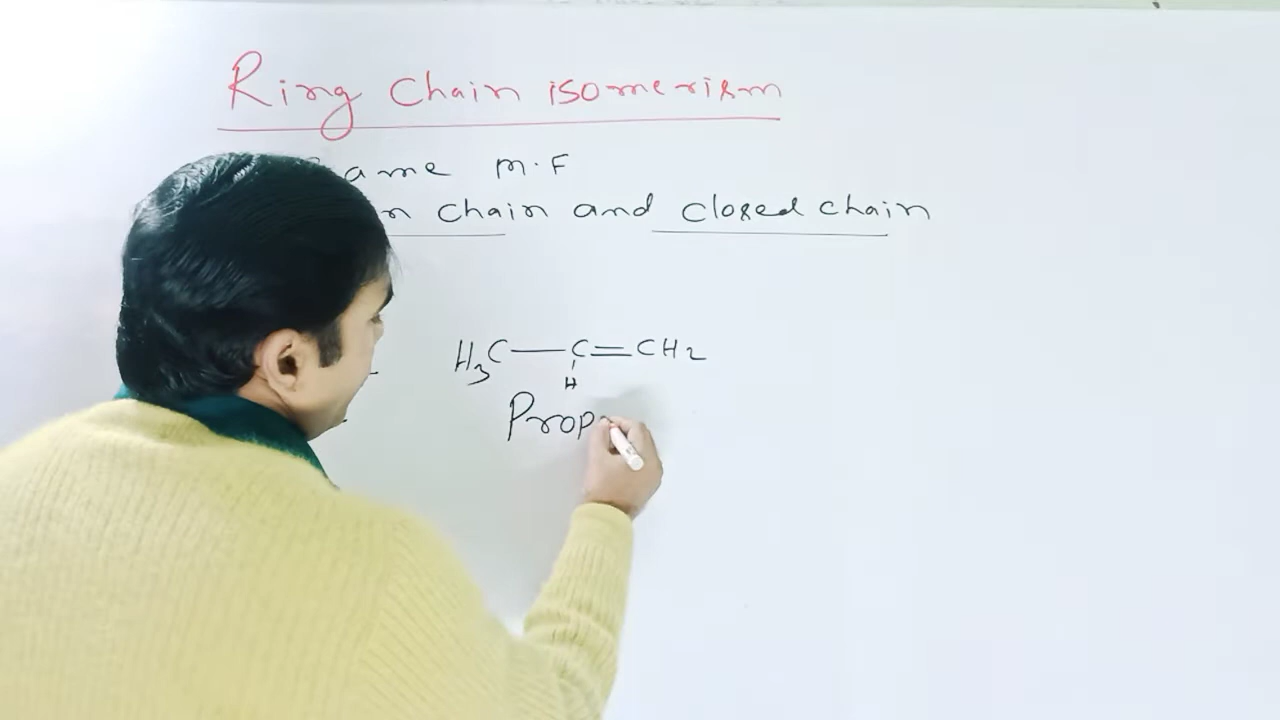 Ring Chain isomerism
ame M.F
n chain and closed chain
H3C—C=CH2
H
Prop